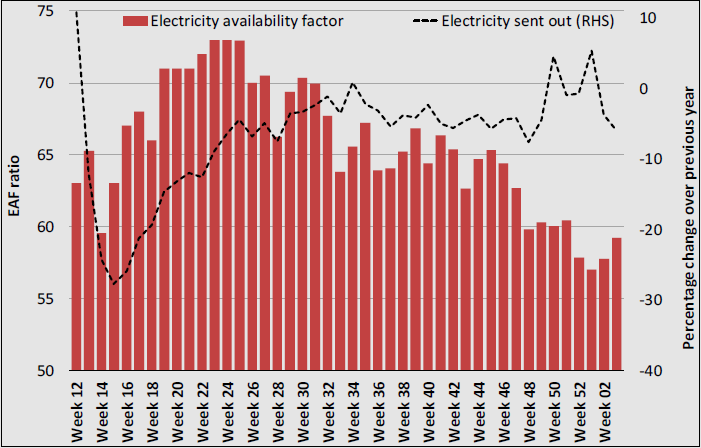 Electricity availability factor
Electricity sent out (RHS)
75
70
65
60
55
50
EAF ratio
10
0
-10
-20
-30
-40
Percentage change over previous year
Week 12
Week 14
Week 16
Week 18
Week 20
Week 22
Week 24
Week 26
Week 28
Week 30
Week 32
Week 34
Week 36
Week 38
Week 40
Week 42
Week 44
Week 46
Week 48
Week 50
Week 52
Week 02